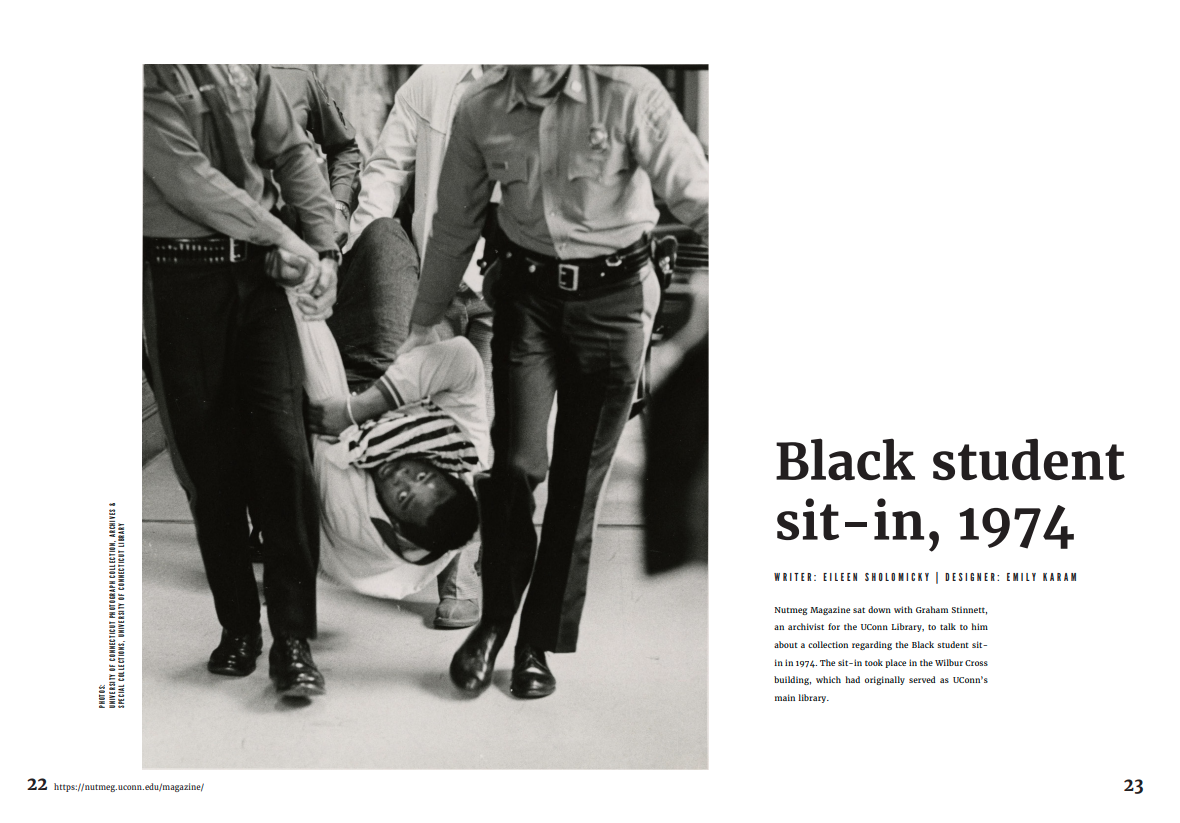 PHOTOS:
UNIVERSITY OF CONNECTICUT PHOTOGRAPH COLLECTION, ARCHIVES &
SPECIAL COLLECTIONS, UNIVERSITY OF CONNECTICUT LIBRARY
22 https://nutmeg.uconn.edu/magazine/
Black student
sit-in, 1974
WRITER: EILEEN SHOLOMICKY | DESIGNER: EMILY KARAM
Nutmeg Magazine sat down with Graham Stinnett,
an archivist for the UConn Library, to talk to him
about a collection regarding the Black student sit-
in in 1974. The sit-in took place in the Wilbur Cross
building, which had originally served as UConn's
main library.
23